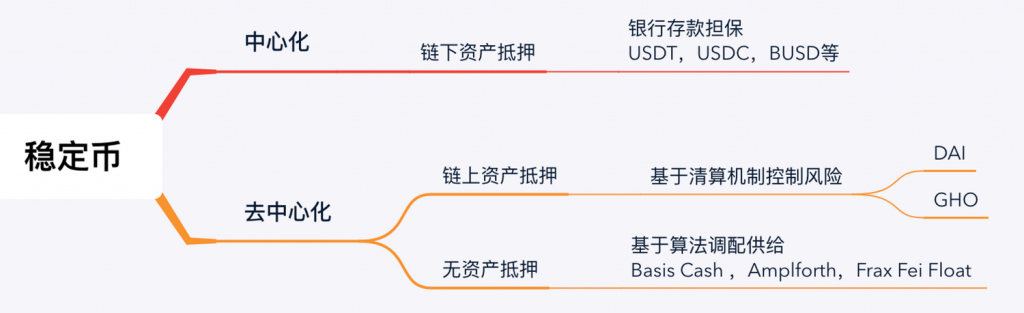 稳定币
中心化
链下资产抵押
银行存款担保
USDT，USDC，BUSD等
去中心化
链上资产抵押
基于清算机制控制风险
DAI
GHO
无资产抵押
基于算法调配供给
Basis Cash ，Amplforth，Frax Fei Float